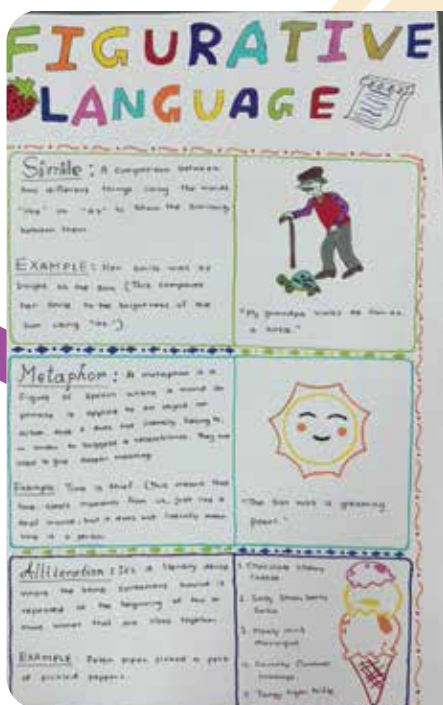 FIGURATIVE
LANGUAGE
Simile: A comparison between
two different things using the words
"like" or "as" to show the similarity
between them.
EXAMPLE: Her smile was as
bright as the sun (This compares
her smile to the brightness of the
sun using "as.")
"My grandpa walks as slow as
a turtle."
Metaphor: A metaphor is a
figure of speech where a word or
phrase is applied to an object or
action that it does not literally belong to,
in order to suggest a resemblance. They are
used to give deeper meaning.
Example: Time is thief (This means that
time steals moments from us, just like a
thief would, but it does not literally mean
time is a person.
"The sun was a gleaming
pearl."
Alliteration: It's a literary device
where the same consonant sound is
repeated at the beginning of two or
more words that are close together.
EXAMPLE: picked a peck
of pickled peppers.
1. Chocolate cherry
2. Salty Strawberry
3. mint
4.
5. Tangy